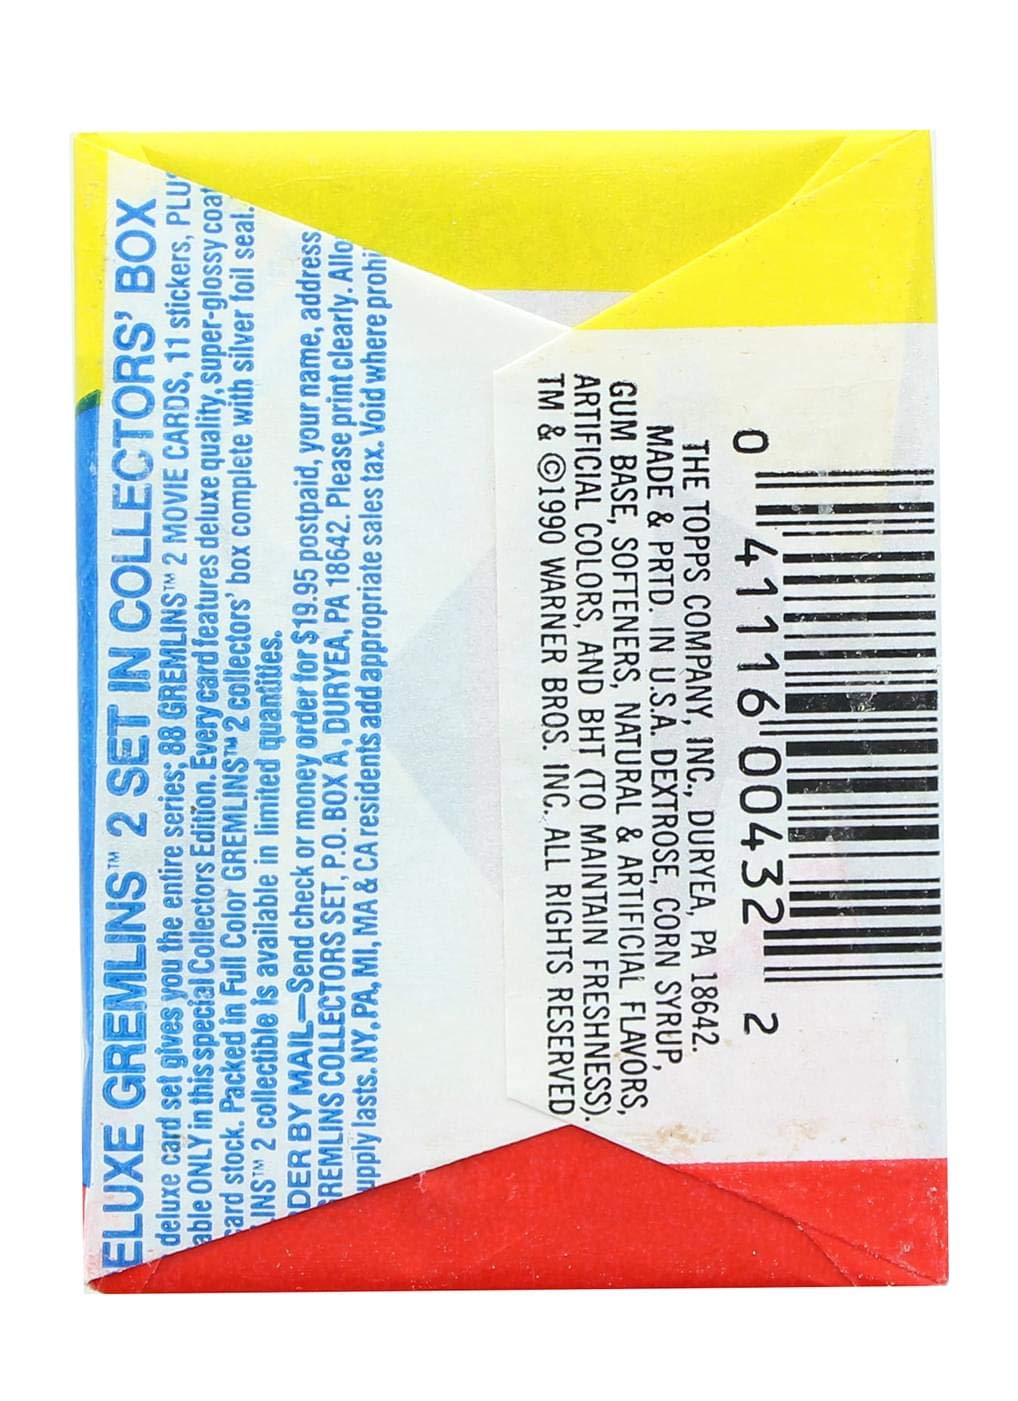 ELUXE GREMLINS™ 2 SET IN COLLECTORS' BOX
deluxe card set gives you the entire series; 88 GREMLINS™ 2 MOVIE CARDS, 11 stickers, PLUS
able ONLY in this special Collectors Edition. Every card features deluxe quality, super-glossy coat
ard stock. Packed in Full Color GREMLINS™ 2 collectors' box complete with silver foil seal.
INS™ 2 collectible is available in limited quantities.
DER BY MAIL—Send check or money order for $19.95 postpaid, your name, address
REMLINS COLLECTORS SET, P.O. BOX A, DURYEA, PA 18642. Please print clearly. Allo
upply lasts. NY, PA, MI, MA & CA residents add appropriate sales tax. Void where prohi
0 41116 00432 2
THE TOPPS COMPANY, INC., DURYEA, PA 18642.
MADE & PRTD. IN U.S.A. DEXTROSE, CORN SYRUP,
GUM BASE, SOFTENERS, NATURAL & ARTIFICIAL FLAVORS,
ARTIFICIAL COLORS, AND BHT (TO MAINTAIN FRESHNESS).
TM & ©1990 WARNER BROS. INC. ALL RIGHTS RESERVED